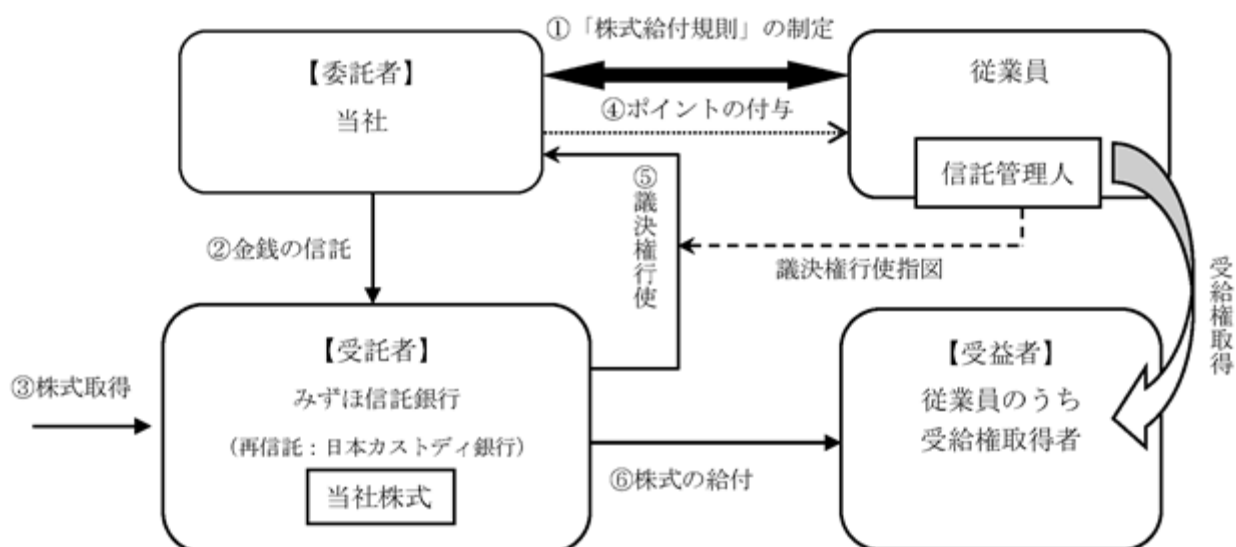 ①「株式給付規則」の制定
【委託者】
当社
従業員
④ポイントの付与
信託管理人
⑤議決権行使
②金銭の信託
議決権行使指図
受給権取得
【受託者】
みずほ信託銀行
(再信託:日本カストディ銀行)
当社株式
③株式取得
【受益者】
従業員のうち
受給権取得者
⑥株式の給付